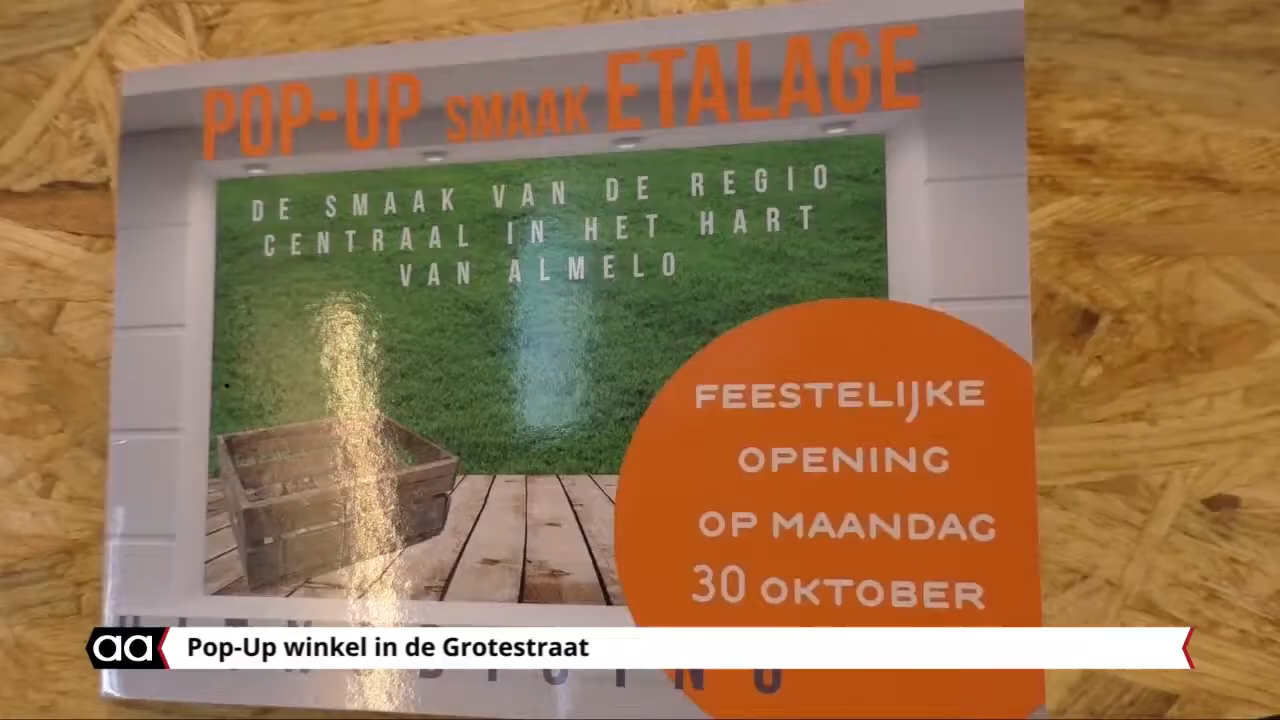 POP-UP SMAAK ETALAGE
DE SMAAK VAN DE REGIO
CENTRAAL IN HET HART
VAN ALMELO
FEESTELIJKE
OPENING
OP MAANDAG
30 OKTOBER
aa Pop-Up winkel in de Grotestraat